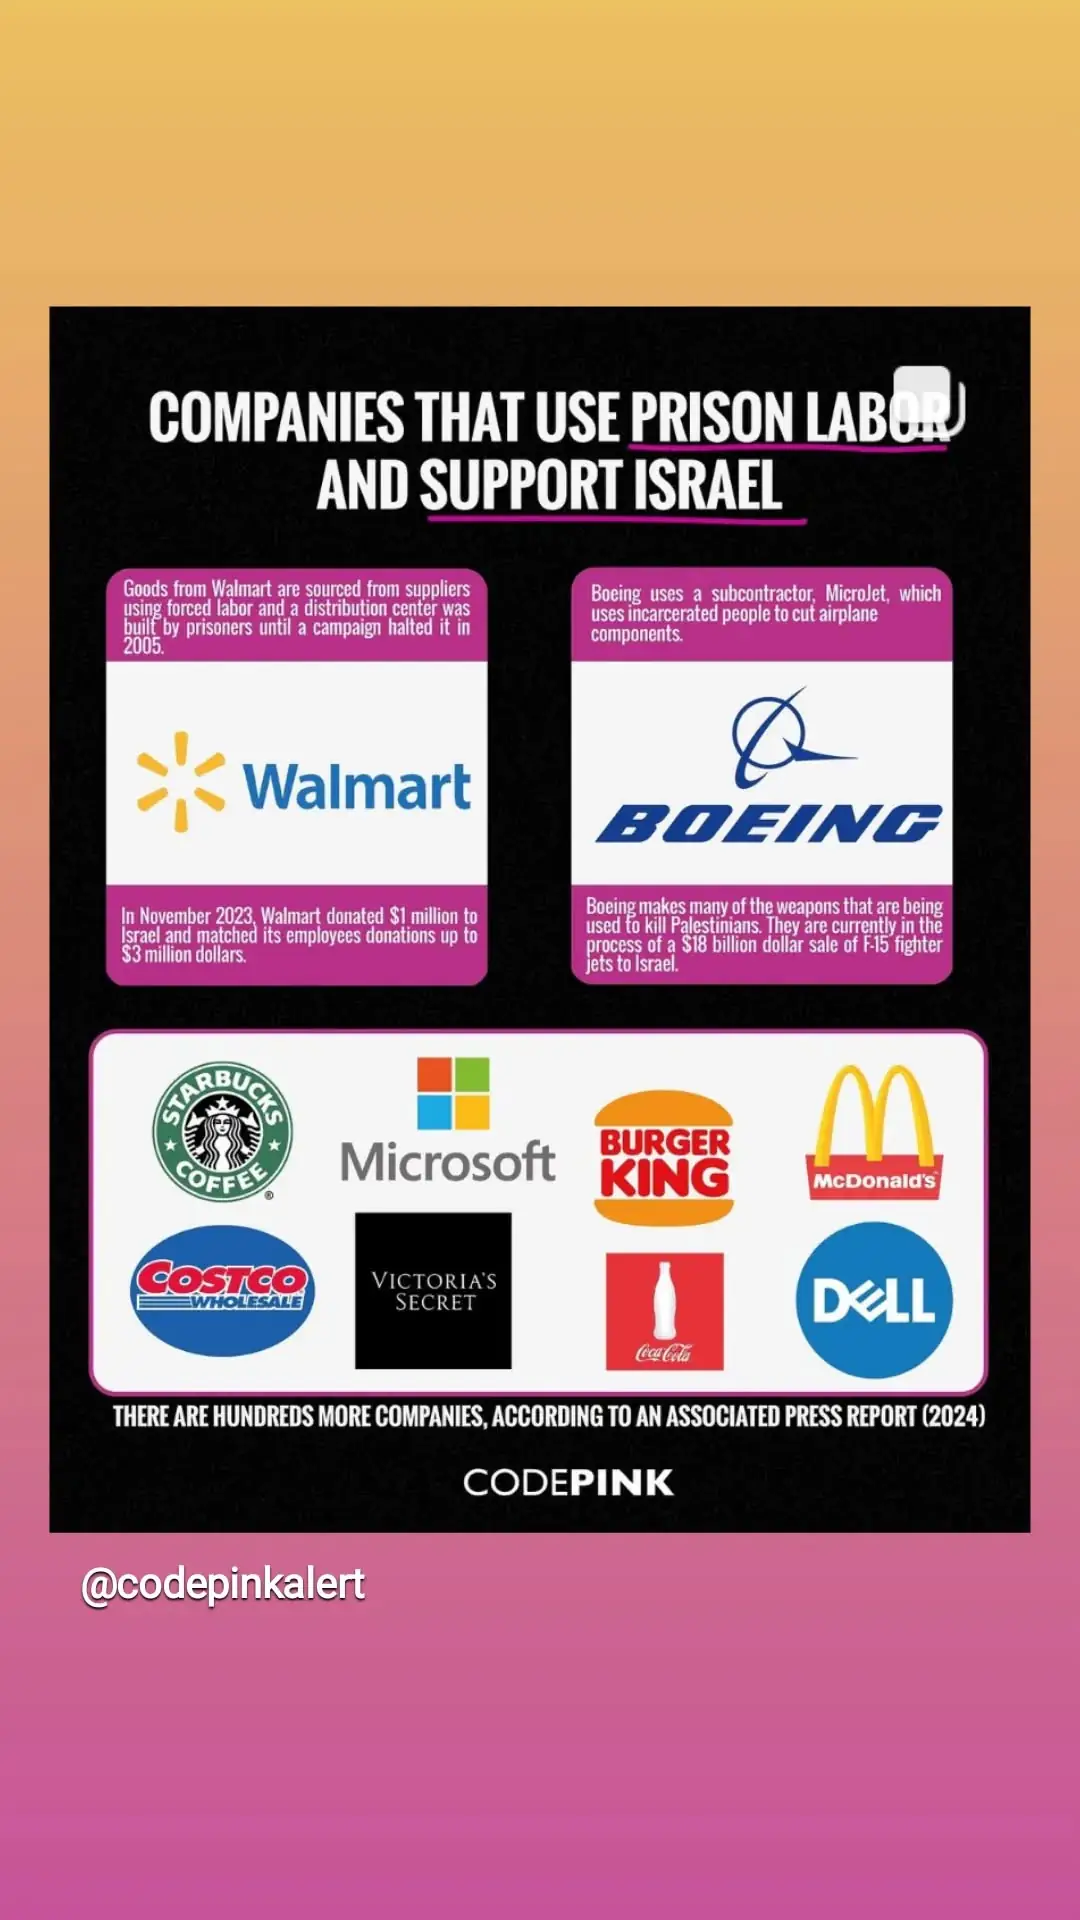 COMPANIES THAT USE PRISON LABOR
AND SUPPORT ISRAEL
Goods from Walmart are sourced from suppliers
using forced labor and a distribution center was
built by prisoners until a campaign halted it in
2005.
Walmart
In November 2023, Walmart donated $1 million to
Israel and matched its employees donations up to
$3 million dollars.
Boeing uses a subcontractor, MicroJet, which
uses incarcerated people to cut airplane
components.
BOEING
Boeing makes many of the weapons that are being
used to kill Palestinians. They are currently in the
process of a $18 billion dollar sale of F-15 fighter
jets to Israel.
STARBUCKS
COFFEE
®
Microsoft
BURGER
KING
McDonald's
COSTCO
WHOLESALE
VICTORIA'S
SECRET
Coca-Cola
DELL
THERE ARE HUNDREDS MORE COMPANIES, ACCORDING TO AN ASSOCIATED PRESS REPORT (2024)
CODEPINK
@codepinkalert